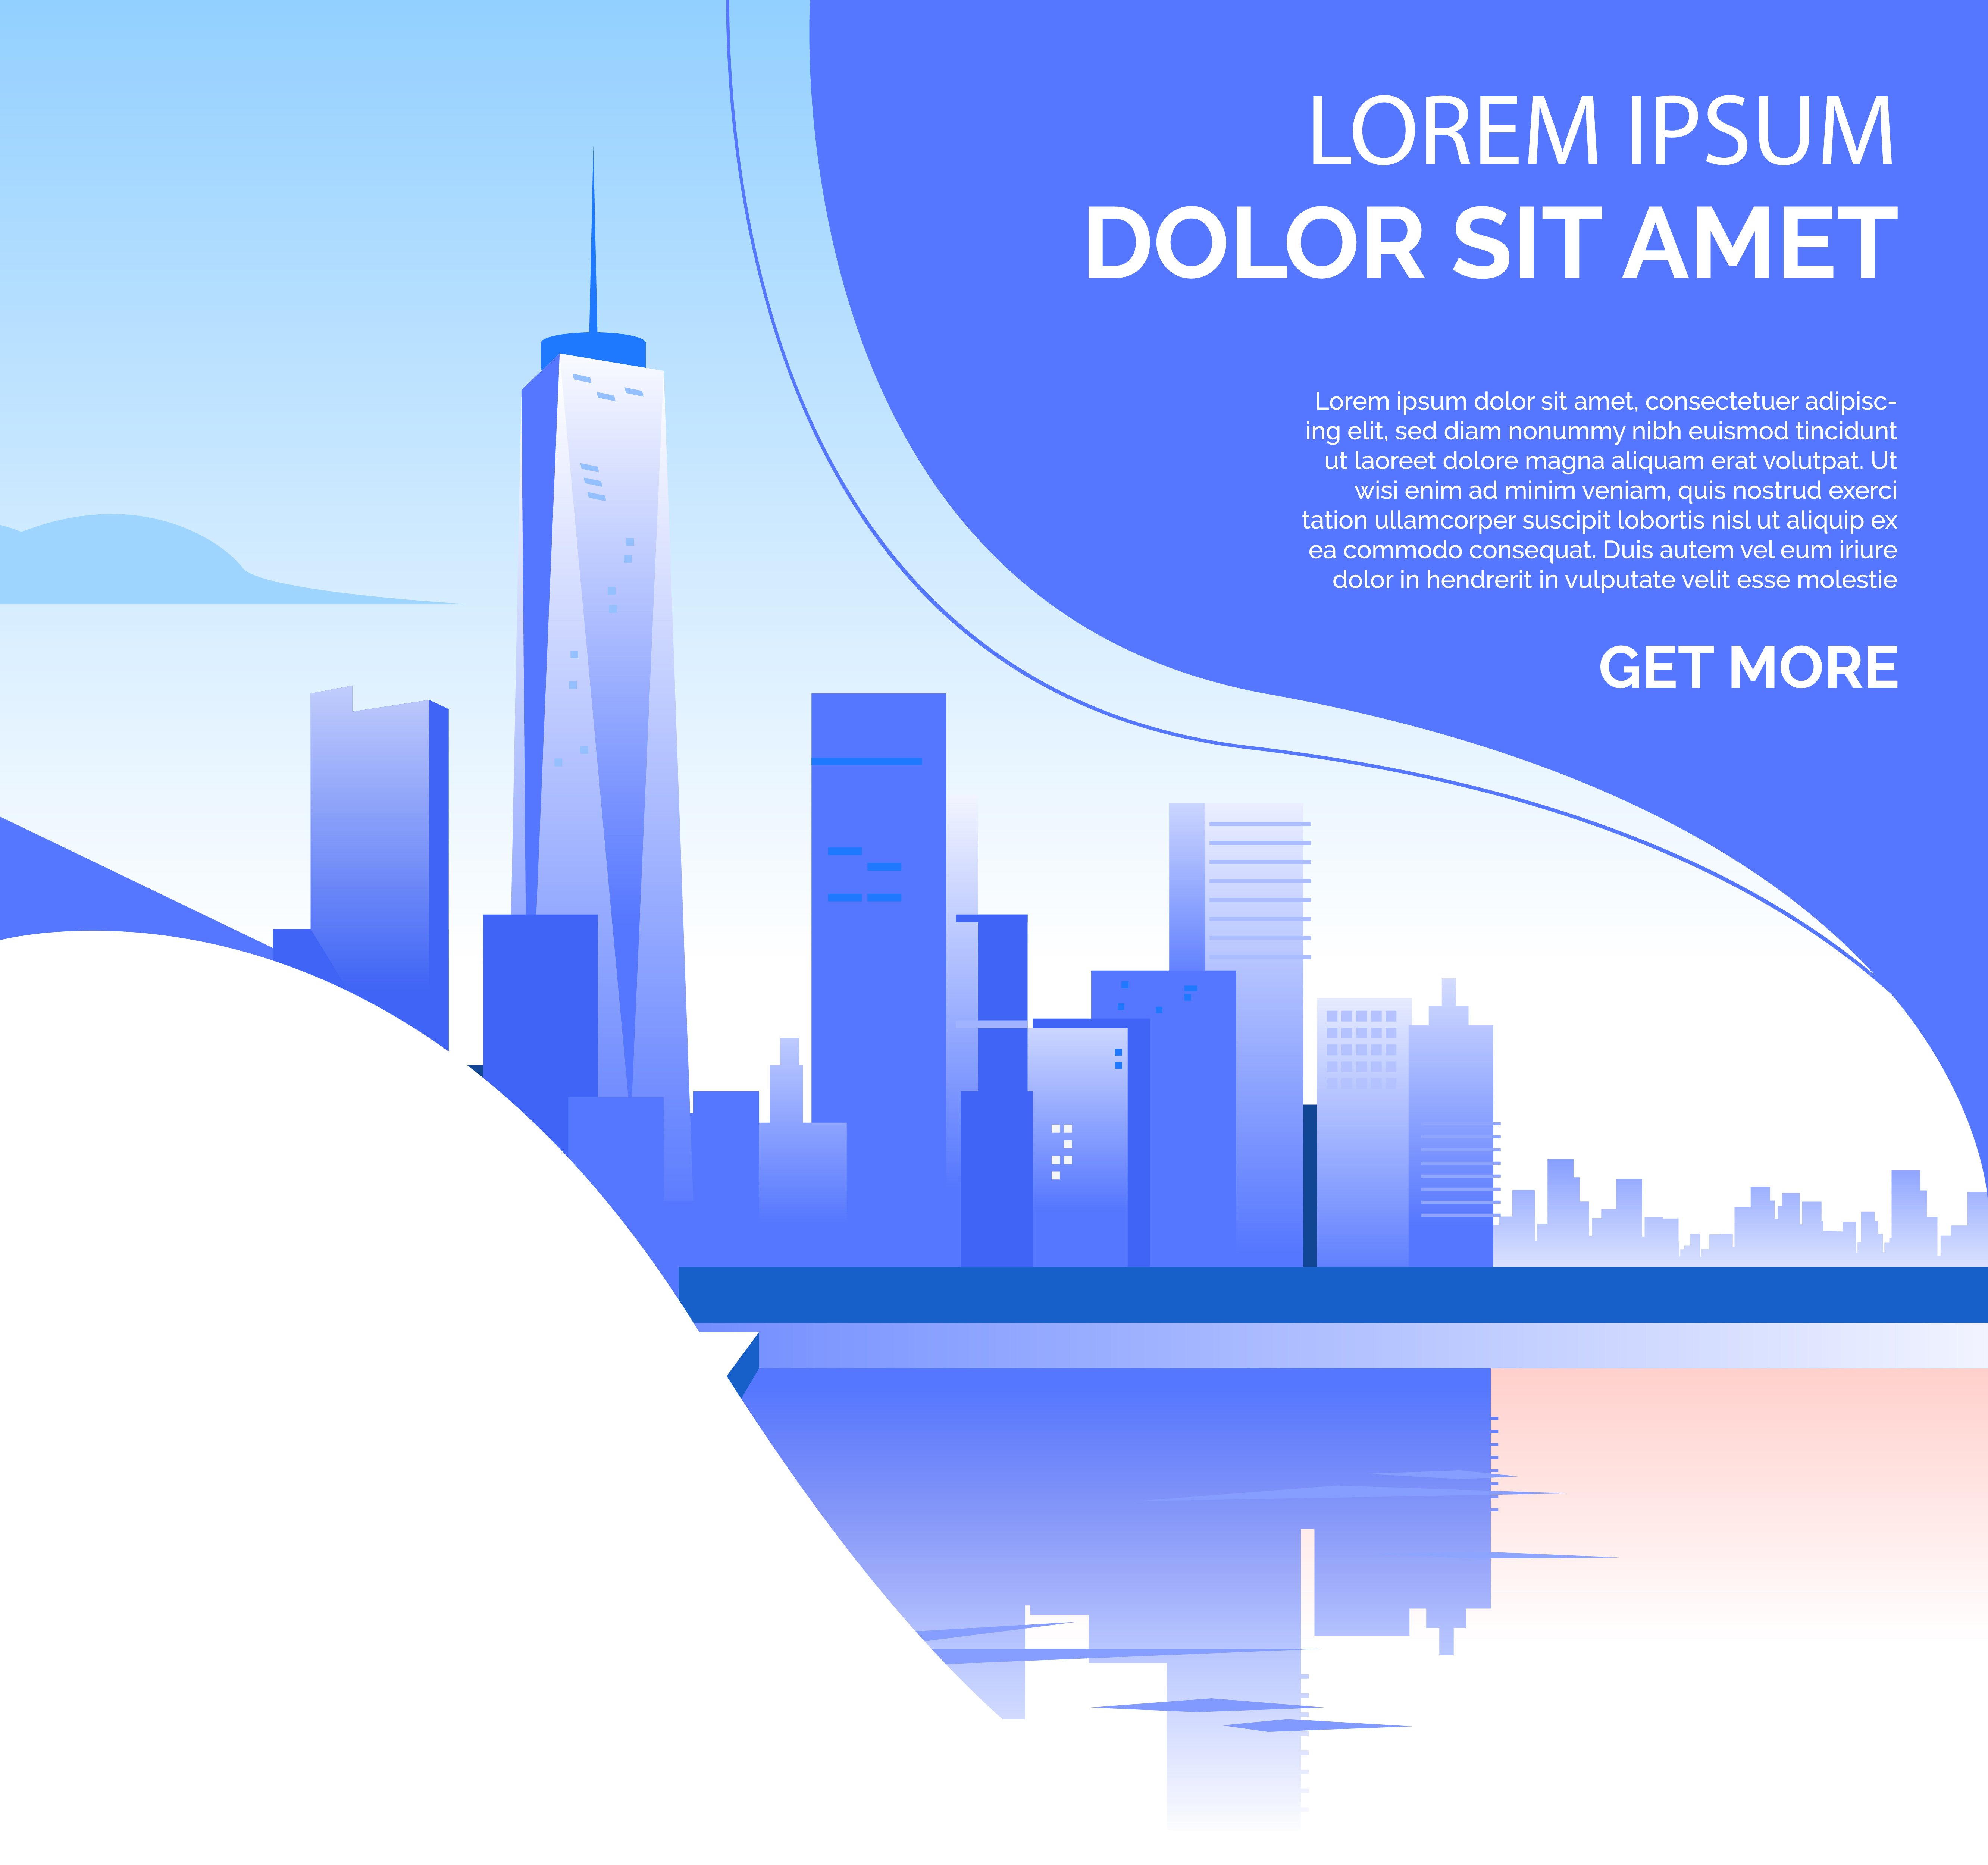 LOREM IPSUM
DOLOR SIT AMET
Lorem ipsum dolor sit amet, consectetuer adipisc-
ing elit, sed diam nonummy nibh euismod tincidunt
ut laoreet dolore magna aliquam erat volutpat. Ut
wisi enim ad minim veniam, quis nostrud exerci
tation ullamcorper suscipit lobortis nisl ut aliquip ex
ea commodo consequat. Duis autem vel eum iriure
dolor in hendrerit in vulputate velit esse molestie
GET MORE